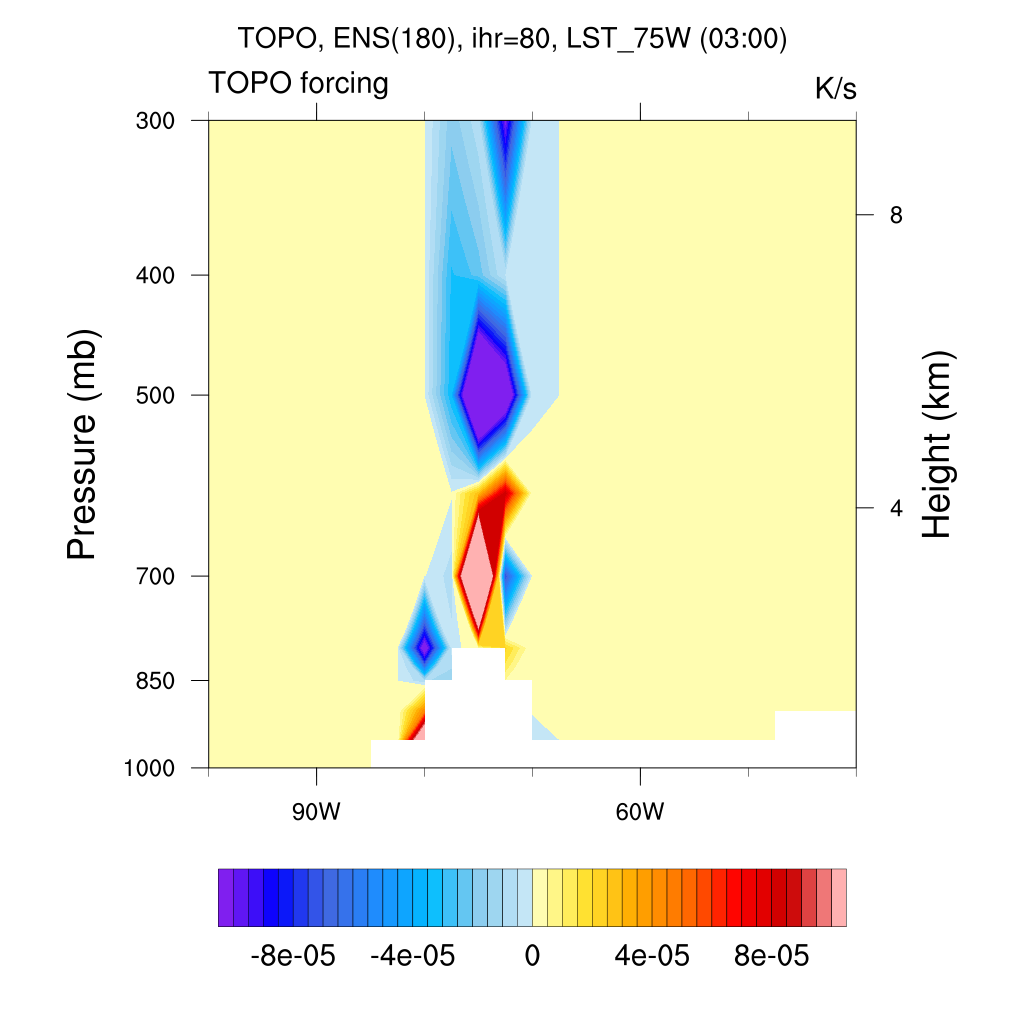 TOPO, ENS(180), ihr=80, LST_75W (03:00)
TOPO forcing
K/s
300
400
500
700
850
1000
Pressure (mb)
8
4
Height (km)
90W
60W
-8e-05
-4e-05
0
4e-05
8e-05